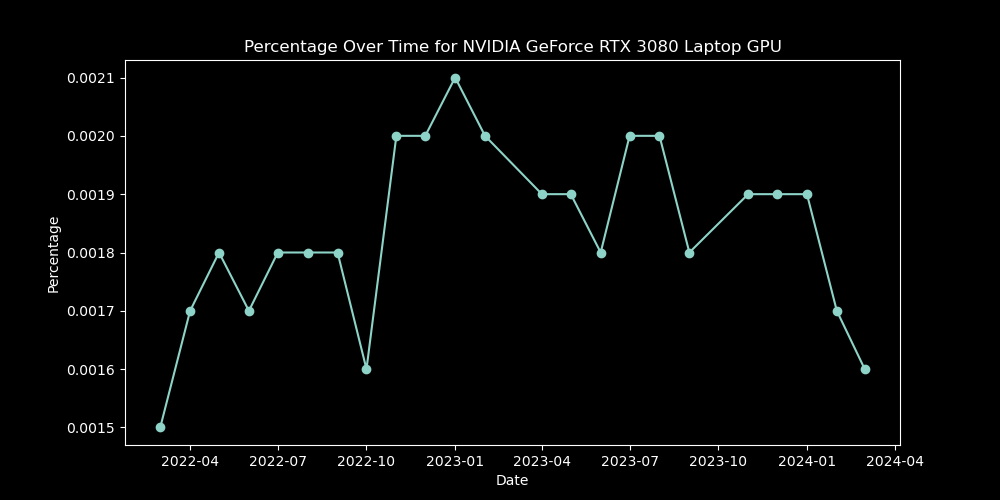 Percentage Over Time for NVIDIA GeForce RTX 3080 Laptop GPU
0.0021
0.0020
0.0019
0.0018
0.0017
0.0016
0.0015
Percentage
2022-04 2022-07 2022-10 2023-01 2023-04 2023-07 2023-10 2024-01 2024-04
Date